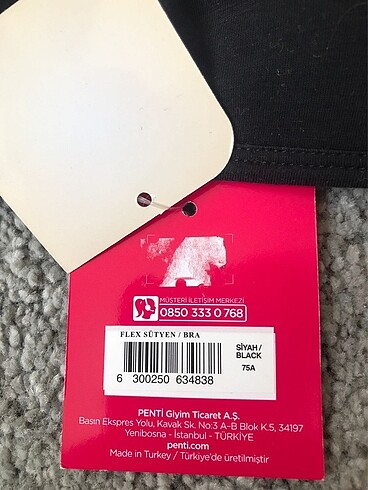 MÜŞTERİ İLETİŞİM MERKEZİ
0850 333 0 768
FLEX SÜTYEN / BRA
SİYAH /
BLACK
75A
6 300250 634838
PENTİ Giyim Ticaret A.Ş.
Basın Ekspres Yolu, Kavak Sk. No:3 A-B Blok K.5, 34197
Yenibosna - İstanbul - TÜRKİYE
penti.com
Made in Turkey / Türkiye'de üretilmiştir